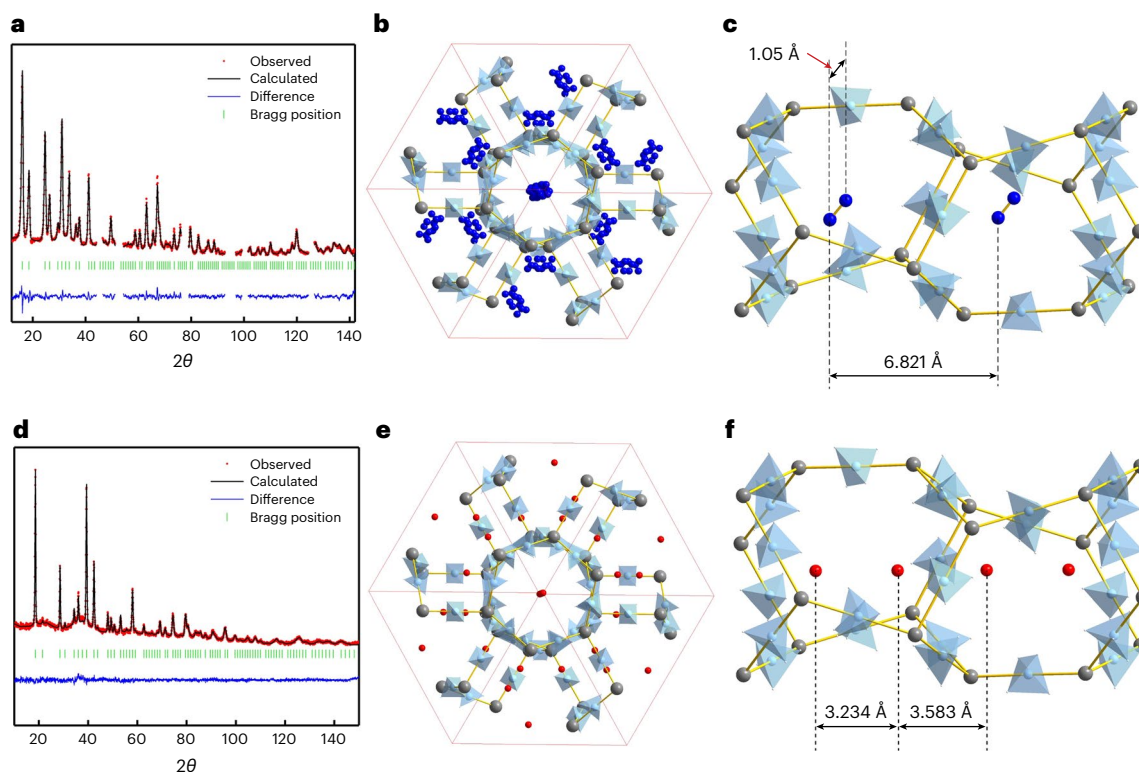 a
Observed
Calculated
Difference
Bragg position
20 40 60 80 100 120 140
2θ
b
c
1.05 Å
6.821 Å
d
Observed
Calculated
Difference
Bragg position
20 40 60 80 100 120 140
2θ
e
f
3.234 Å 3.583 Å